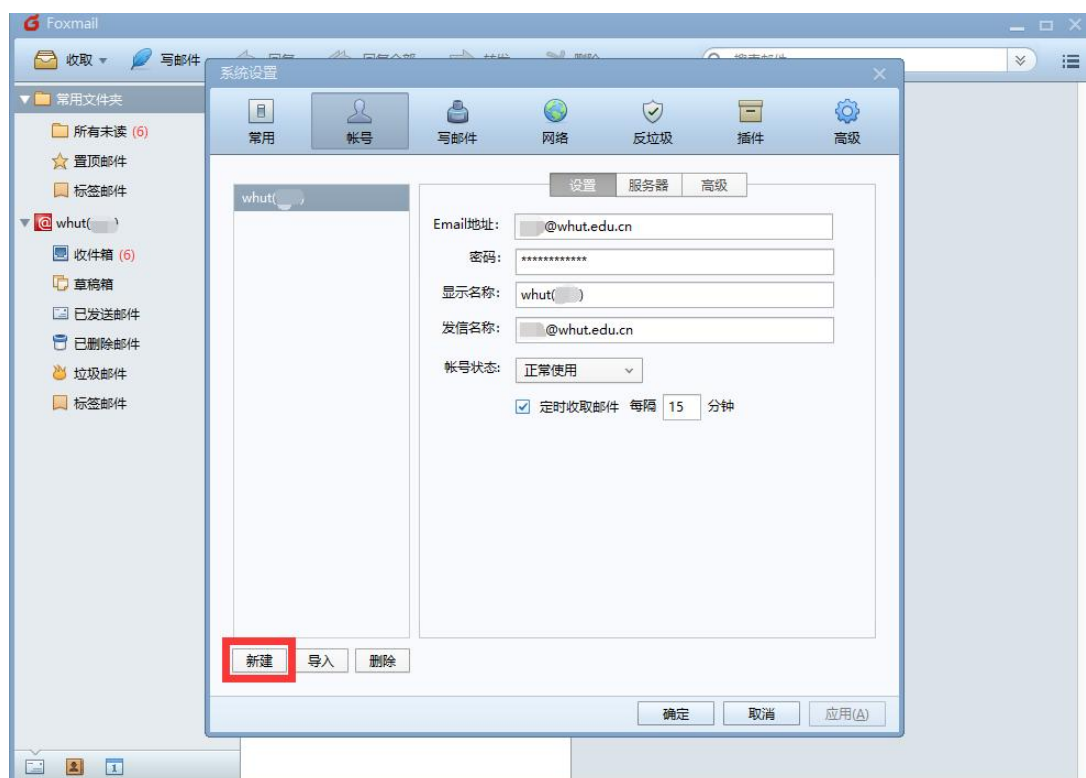 Foxmail
收取 写邮件
搜索邮件
常用文件夹
所有未读 (6)
置顶邮件
标签邮件
whut( )
收件箱 (6)
草稿箱
已发送邮件
已删除邮件
垃圾邮件
标签邮件
系统设置
常用 帐号 写邮件 网络 反垃圾 插件 高级
whut( )
设置 服务器 高级
Email地址: @whut.edu.cn
密码: ************
显示名称: whut( )
发信名称: @whut.edu.cn
帐号状态: 正常使用
定时收取邮件 每隔 15 分钟
新建 导入 删除
确定 取消 应用(A)
1